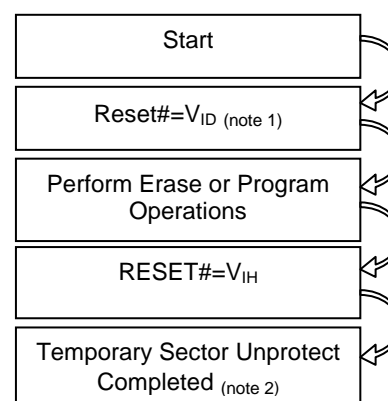 Start
Reset#=VID (note 1)
Perform Erase or Program
Operations
RESET#=VIH
Temporary Sector Unprotect
Completed (note 2)